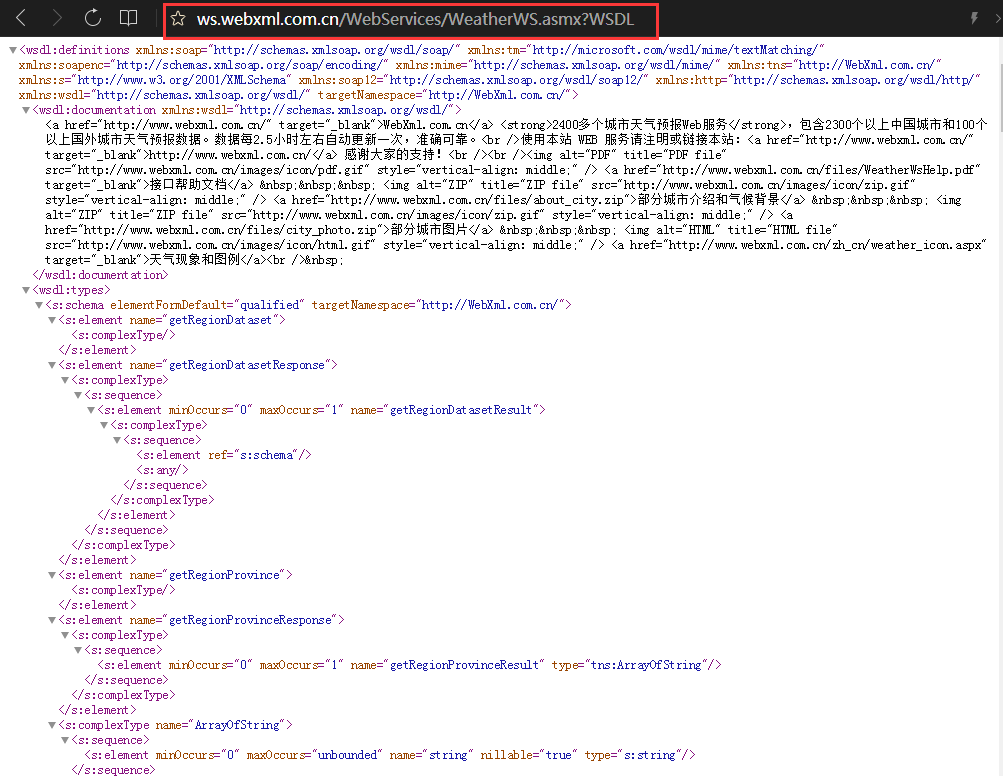 ws.webxml.com.cn/WebServices/WeatherWS.asmx?WSDL
<wsdl:definitions xmlns:soap="http://schemas.xmlsoap.org/wsdl/soap/" xmlns:tm="http://microsoft.com/wsdl/mime/textMatching/"
xmlns:soapenc="http://schemas.xmlsoap.org/soap/encoding/" xmlns:mime="http://schemas.xmlsoap.org/wsdl/mime/" xmlns:tns="http://WebXml.com.cn/"
xmlns:s="http://www.w3.org/2001/XMLSchema" xmlns:soap12="http://schemas.xmlsoap.org/wsdl/soap12/" xmlns:http="http://schemas.xmlsoap.org/wsdl/http/"
xmlns:wsdl="http://schemas.xmlsoap.org/wsdl/" targetNamespace="http://WebXml.com.cn/">
<wsdl:documentation xmlns:wsdl="http://schemas.xmlsoap.org/wsdl/">
<a href="http://www.webxml.com.cn/" target="_blank">WebXml.com.cn</a> <strong>2400多个城市天气预报Web服务</strong>，包含2300个以上中国城市和100个
以上国外城市天气预报数据。数据每2.5小时左右自动更新一次，准确可靠。<br />使用本站 WEB 服务请注明或链接本站：<a href="http://www.webxml.com.cn/"
target="_blank">http://www.webxml.com.cn/</a> 感谢大家的支持！<br /><br /><img alt="PDF" title="PDF file"
src="http://www.webxml.com.cn/images/icon/pdf.gif" style="vertical-align: middle;" /> <a href="http://www.webxml.com.cn/files/WeatherWsHelp.pdf"
target="_blank">接口帮助文档</a> &nbsp;&nbsp;&nbsp; <img alt="ZIP" title="ZIP file" src="http://www.webxml.com.cn/images/icon/zip.gif"
style="vertical-align: middle;" /> <a href="http://www.webxml.com.cn/files/about_city.zip">部分城市介绍和气候背景</a> &nbsp;&nbsp;&nbsp; <img
alt="ZIP" title="ZIP file" src="http://www.webxml.com.cn/images/icon/zip.gif" style="vertical-align: middle;" /> <a
href="http://www.webxml.com.cn/files/city_photo.zip">部分城市图片</a> &nbsp;&nbsp;&nbsp; <img alt="HTML" title="HTML file"
src="http://www.webxml.com.cn/images/icon/html.gif" style="vertical-align: middle;" /> <a href="http://www.webxml.com.cn/zh_cn/weather_icon.aspx"
target="_blank">天气现象和图例</a><br />&nbsp;
</wsdl:documentation>
<wsdl:types>
<s:schema elementFormDefault="qualified" targetNamespace="http://WebXml.com.cn/">
<s:element name="getRegionDataset">
<s:complexType/>
</s:element>
<s:element name="getRegionDatasetResponse">
<s:complexType>
<s:sequence>
<s:element minOccurs="0" maxOccurs="1" name="getRegionDatasetResult">
<s:complexType>
<s:sequence>
<s:element ref="s:schema"/>
<s:any/>
</s:sequence>
</s:complexType>
</s:element>
</s:sequence>
</s:complexType>
</s:element>
<s:element name="getRegionProvince">
<s:complexType/>
</s:element>
<s:element name="getRegionProvinceResponse">
<s:complexType>
<s:sequence>
<s:element minOccurs="0" maxOccurs="1" name="getRegionProvinceResult" type="tns:ArrayOfString"/>
</s:sequence>
</s:complexType>
</s:element>
<s:complexType name="ArrayOfString">
<s:sequence>
<s:element minOccurs="0" maxOccurs="unbounded" name="string" nillable="true" type="s:string"/>
</s:sequence>